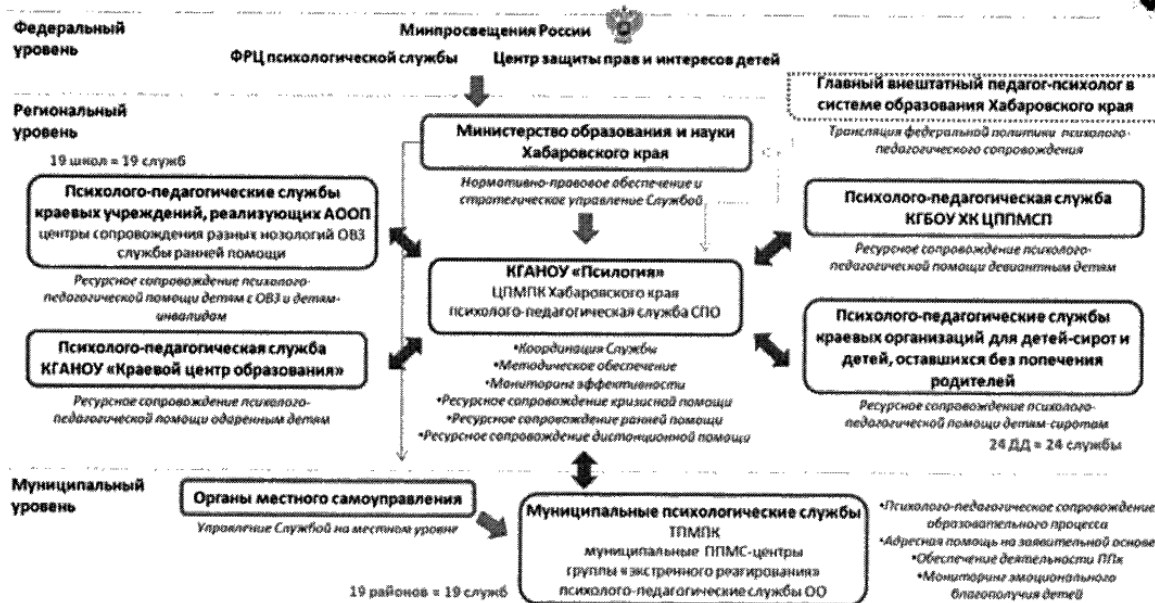 Федеральный
уровень
Минпросвещения России
ФРЦ психологической службы
Центр защиты прав и интересов детей
Главный внештатный педагог-психолог в
системе образования Хабаровского края
Трансляция федеральной политики психолого-
педагогического сопровождения
Региональный
уровень
Министерство образования и науки
Хабаровского края
Нормативно-правовое обеспечение и
стратегическое управление Службой
19 школ = 19 служб
Психолого-педагогические службы
краевых учреждений, реализующих АООП
центры сопровождения разных нозологий ОВЗ
службы ранней помощи
Ресурсное сопровождение психолого-
педагогической помощи детям с ОВЗ и детям-
инвалидам
Психолого-педагогическая служба
КГАНОУ «Краевой центр образования»
Ресурсное сопровождение психолого-
педагогической помощи одаренным детям
КГАНОУ «Псилогия»
ЦПМПК Хабаровского края
психолого-педагогическая служба СПО
•Координация Службы
•Методическое обеспечение
•Мониторинг эффективности
•Ресурсное сопровождение кризисной помощи
•Ресурсное сопровождение ранней помощи
•Ресурсное сопровождение дистанционной помощи
Психолого-педагогическая служба
КГБОУ ХК ЦППМСП
Ресурсное сопровождение психолого-
педагогической помощи девиантным детям
Психолого-педагогические службы
краевых организаций для детей-сирот и
детей, оставшихся без попечения
родителей
Ресурсное сопровождение психолого-
педагогической помощи детям-сиротам
24 ДД = 24 службы
Муниципальный
уровень
Органы местного самоуправления
Управление Службой на местном уровне
19 районов = 19 служб
Муниципальные психологические службы
ТПМПК
муниципальные ППМС-центры
группы «экстренного реагирования»
психолого-педагогические службы ОО
•Психолого-педагогическое сопровождение
образовательного процесса
•Адресная помощь на заявительной основе
•Обеспечение деятельности ППк
•Мониторинг эмоционального
благополучия детей